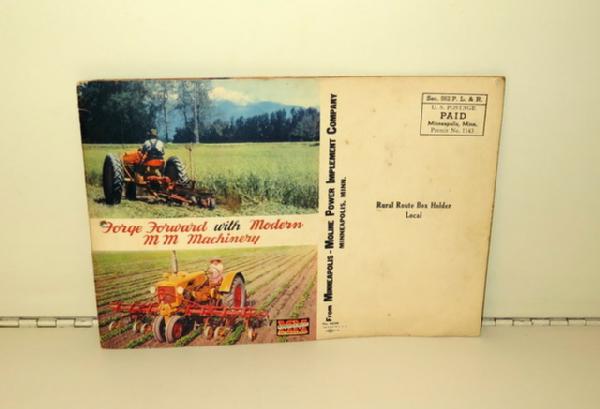 Forge Forward with Modern
MM Machinery
From Minneapolis-Moline Power Implement Company
MINNEAPOLIS, MINN.
Sec. 562 P. L. & R.
U. S. POSTAGE
PAID
Minneapolis, Minn.
Permit No. 1143
Rural Route Box Holder
Local